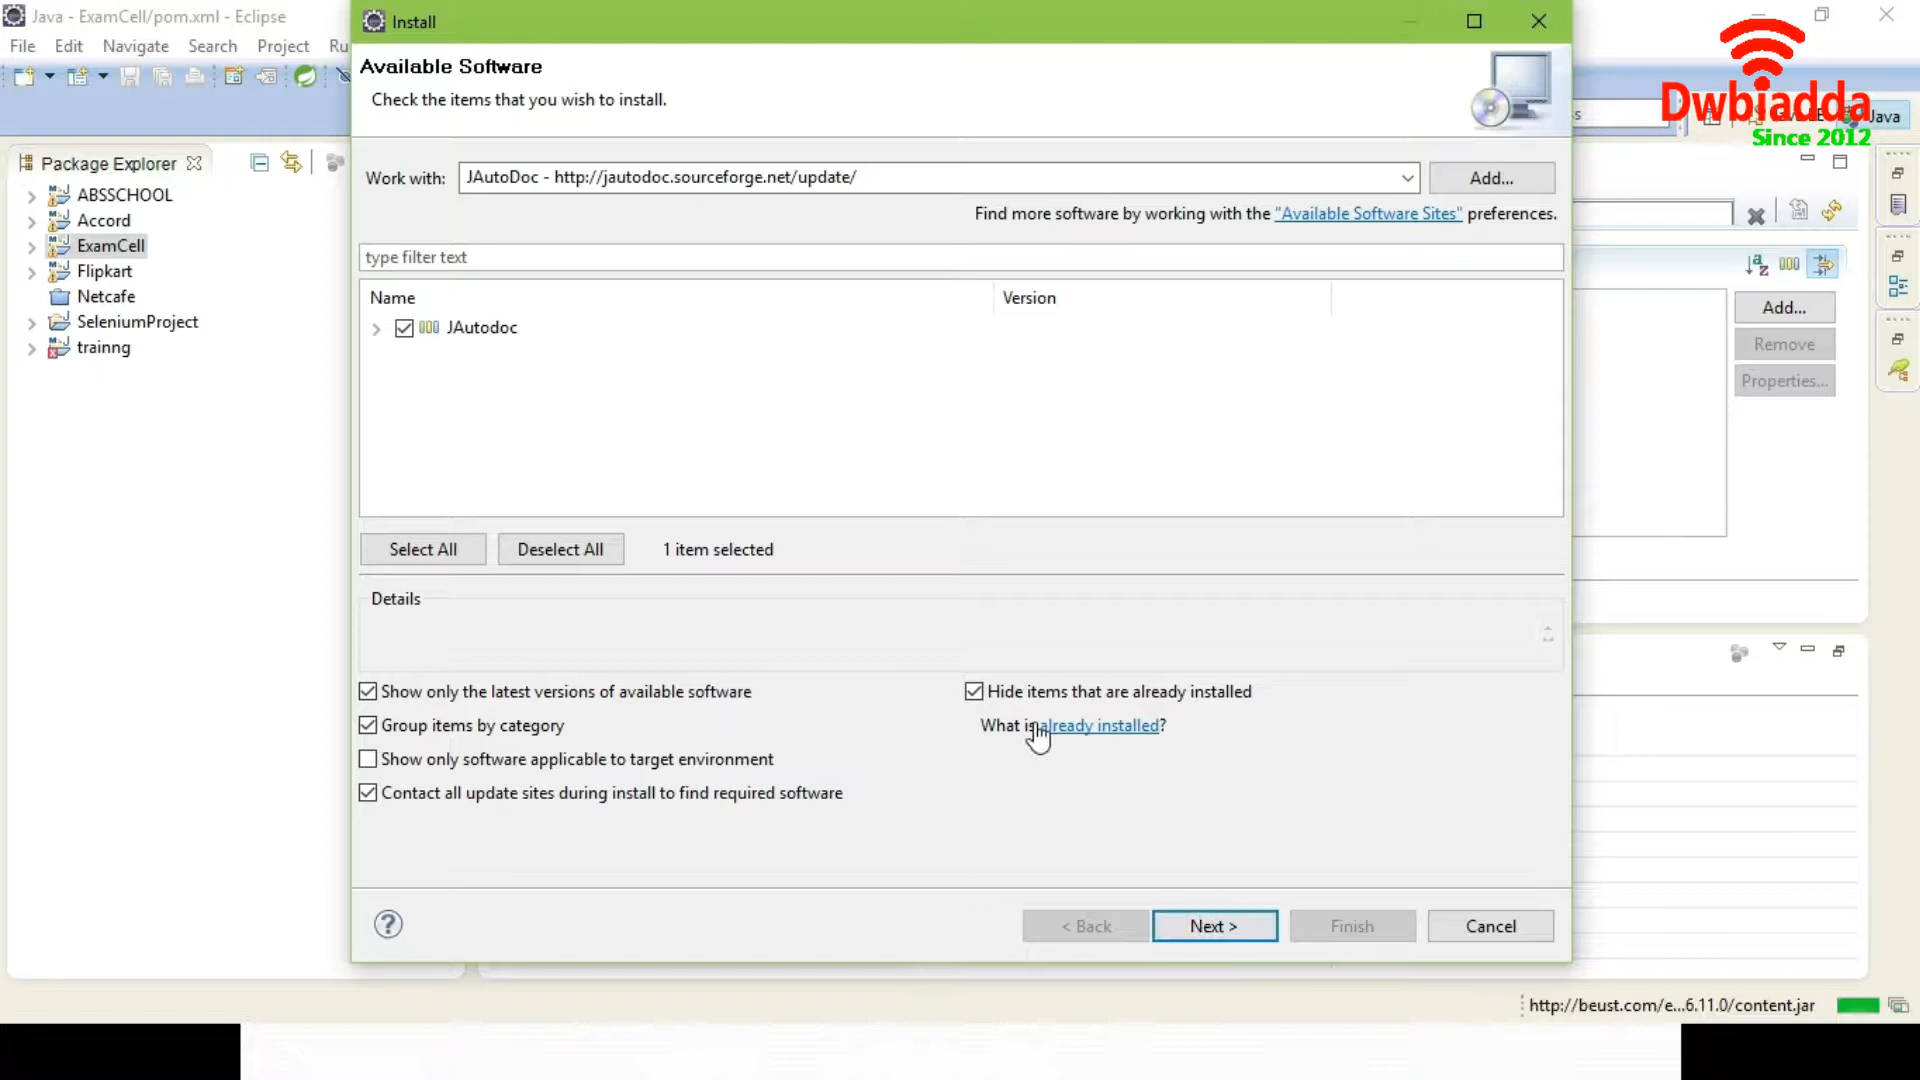 Java - ExamCell/pom.xml - Eclipse
File Edit Navigate Search Project Ru
Install
Available Software
Check the items that you wish to install.
Dwbiadda
Since 2012
Java
Package Explorer
ABSSCHOOL
Accord
ExamCell
Flipkart
Netcafe
SeleniumProject
trainng
Work with: JAutoDoc - http://jautodoc.sourceforge.net/update/ Add...
Find more software by working with the "Available Software Sites" preferences.
type filter text
Name Version
JAutodoc
Select All Deselect All 1 item selected
Details
Show only the latest versions of available software
Hide items that are already installed
Group items by category
What is already installed?
Show only software applicable to target environment
Contact all update sites during install to find required software
< Back Next > Finish Cancel
Add...
Remove
Properties...
http://beust.com/e...6.11.0/content.jar